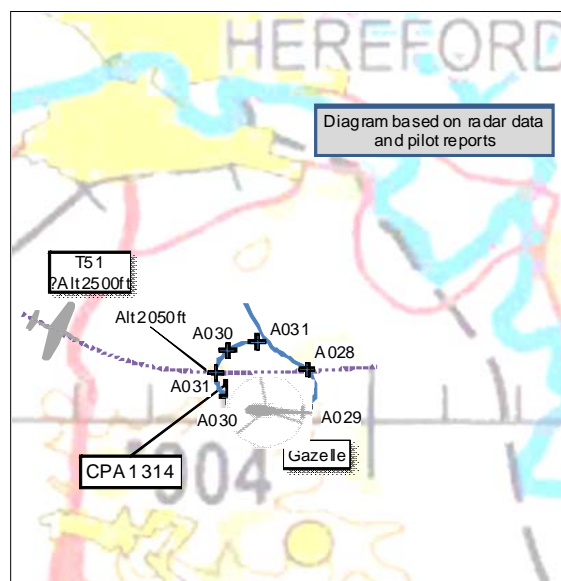 HEREFORD
Diagram based on radar data
and pilot reports
T51
?Alt2500ft
Alt2050ft
A030
A031
A028
A031
A030
A029
Gazelle
CPA1314
904